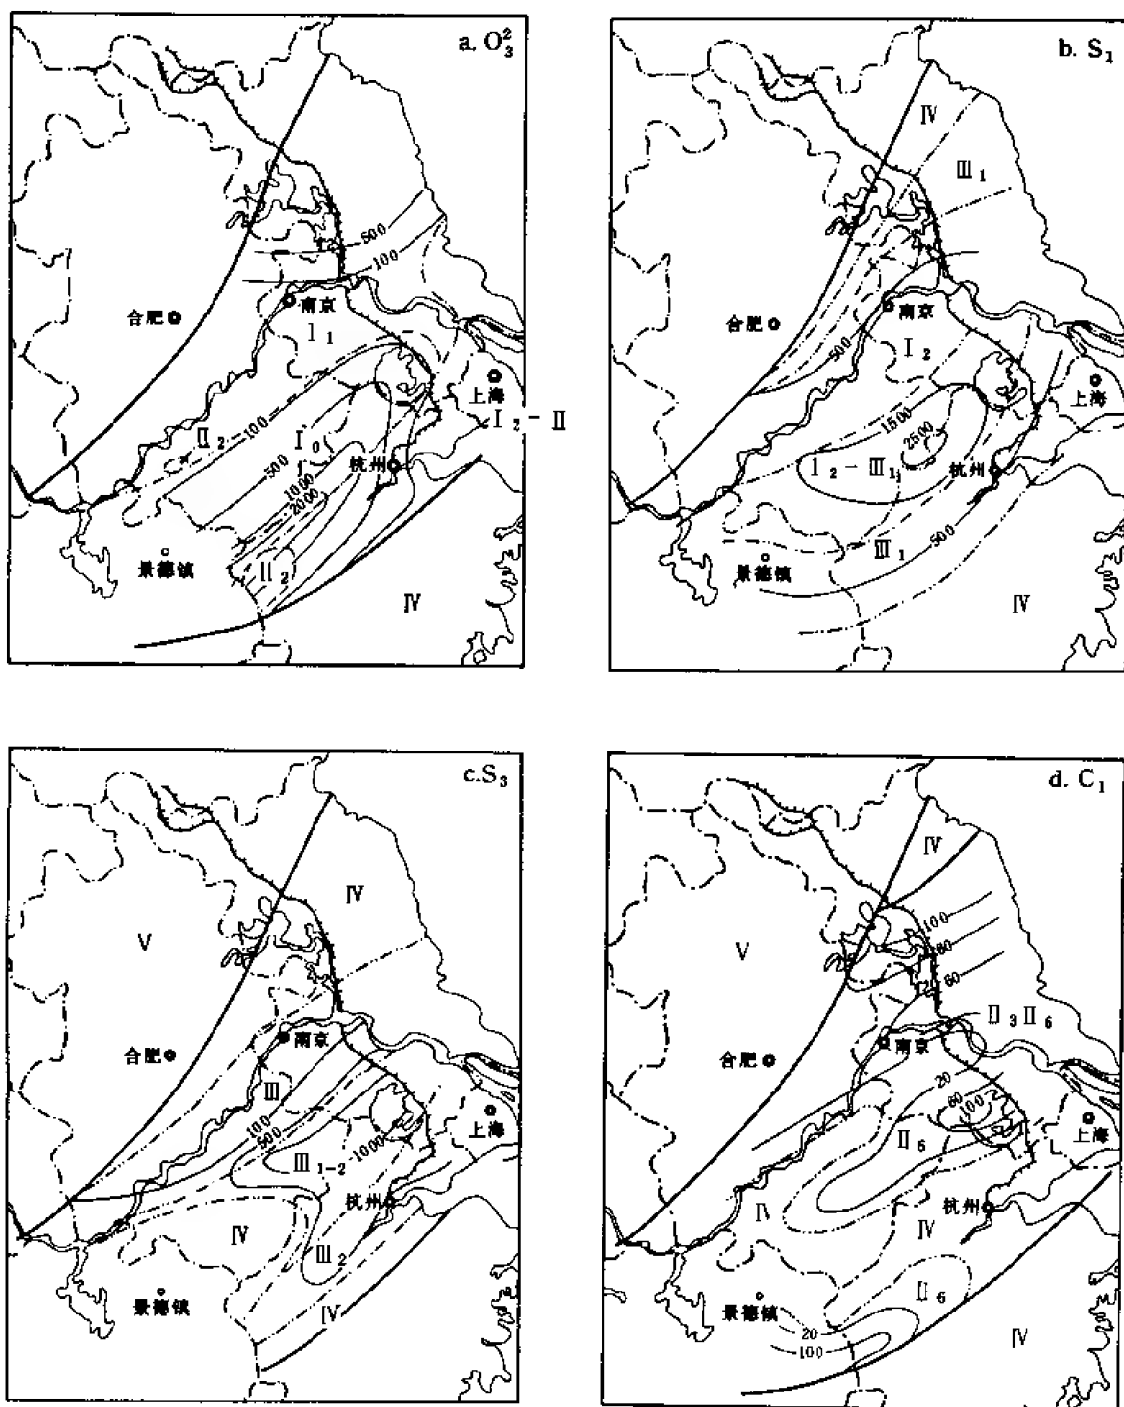 a. O₃²
500
100
合肥
南京
I₁
上海
II₂
100
I₀
I₂-II
杭州
500
1000
2000
景德镇
II₂
IV
b. S₁
IV
III₁
合肥
南京
500
I₂
上海
1500
2500
I₂-III₁
杭州
III₁
500
景德镇
IV
c.S₃
IV
V
南京
合肥
III
100
500
上海
III₁₋₂
1000
杭州
IV
III₂
景德镇
IV
d. C₁
IV
100
80
V
60
II₃II₆
南京
合肥
20
60
100
上海
II₆
IV
杭州
IV
II₆
景德镇
20
100
IV